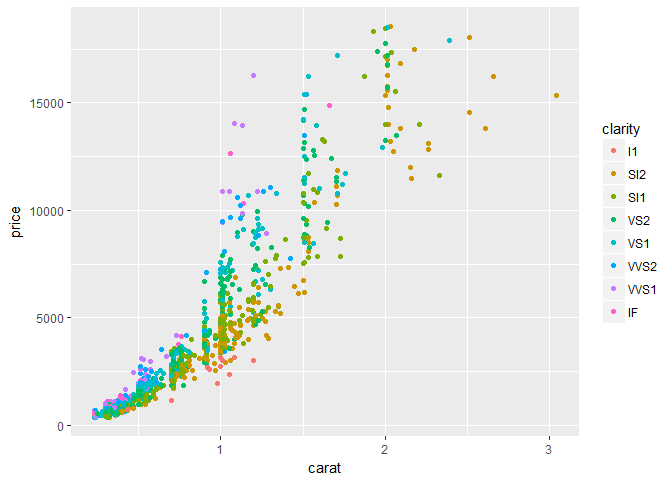 15000
10000
5000
0
price
1
2
3
carat
clarity
I1
SI2
SI1
VS2
VS1
VVS2
VVS1
IF